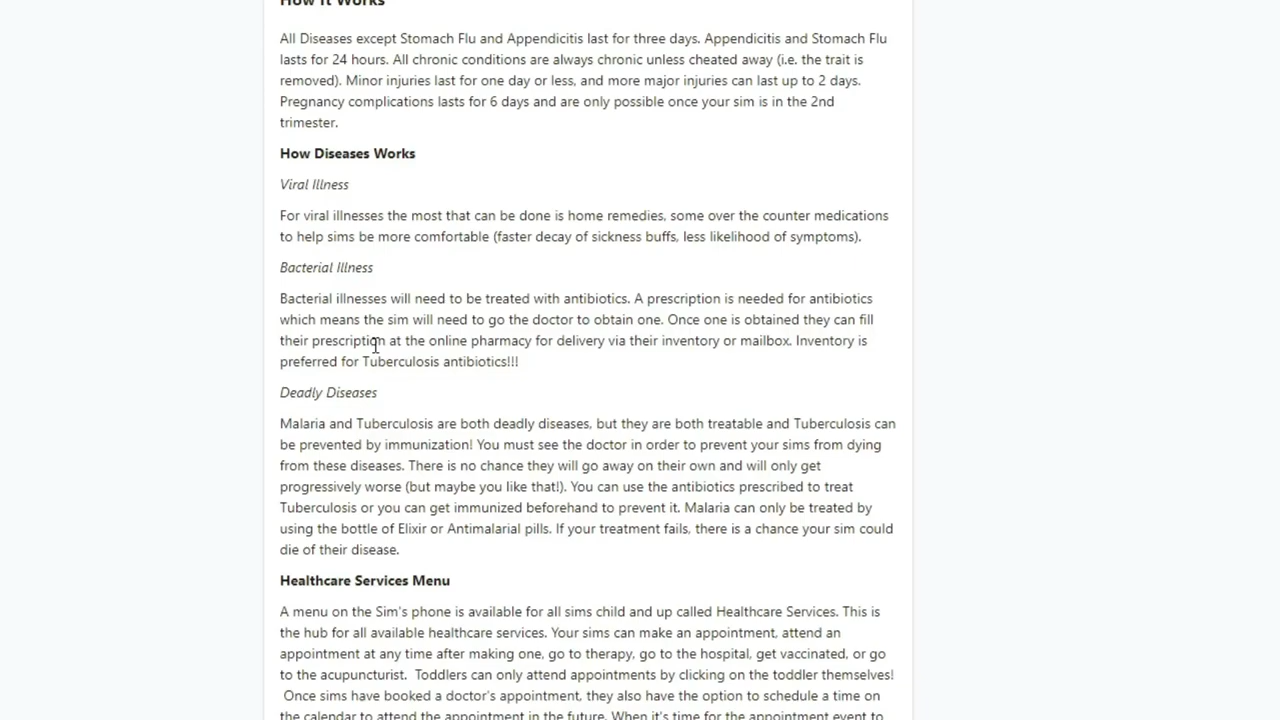 How It Works
All Diseases except Stomach Flu and Appendicitis last for three days. Appendicitis and Stomach Flu
lasts for 24 hours. All chronic conditions are always chronic unless cheated away (i.e. the trait is
removed). Minor injuries last for one day or less, and more major injuries can last up to 2 days.
Pregnancy complications lasts for 6 days and are only possible once your sim is in the 2nd
trimester.
How Diseases Works
Viral Illness
For viral illnesses the most that can be done is home remedies, some over the counter medications
to help sims be more comfortable (faster decay of sickness buffs, less likelihood of symptoms).
Bacterial Illness
Bacterial illnesses will need to be treated with antibiotics. A prescription is needed for antibiotics
which means the sim will need to go the doctor to obtain one. Once one is obtained they can fill
their prescription at the online pharmacy for delivery via their inventory or mailbox. Inventory is
preferred for Tuberculosis antibiotics!!!
Deadly Diseases
Malaria and Tuberculosis are both deadly diseases, but they are both treatable and Tuberculosis can
be prevented by immunization! You must see the doctor in order to prevent your sims from dying
from these diseases. There is no chance they will go away on their own and will only get
progressively worse (but maybe you like that!). You can use the antibiotics prescribed to treat
Tuberculosis or you can get immunized beforehand to prevent it. Malaria can only be treated by
using the bottle of Elixir or Antimalarial pills. If your treatment fails, there is a chance your sim could
die of their disease.
Healthcare Services Menu
A menu on the Sim's phone is available for all sims child and up called Healthcare Services. This is
the hub for all available healthcare services. Your sims can make an appointment, attend an
appointment at any time after making one, go to therapy, go to the hospital, get vaccinated, or go
to the acupuncturist.  Toddlers can only attend appointments by clicking on the toddler themselves!
Once sims have booked a doctor's appointment, they also have the option to schedule a time on
the calendar to attend the appointment in the future. When it's time for the appointment event to